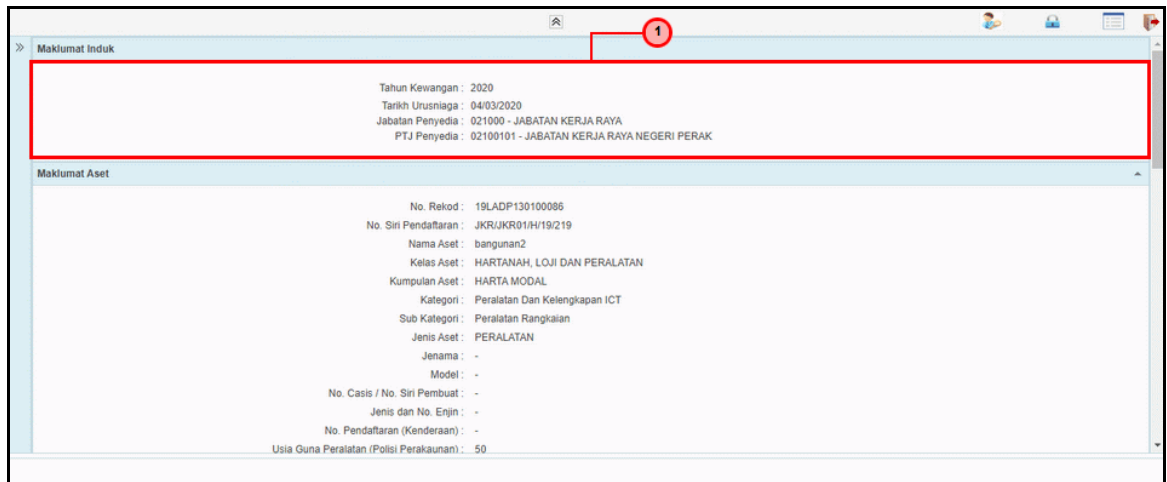 1
Maklumat Induk
Tahun Kewangan : 2020
Tarikh Urusniaga : 04/03/2020
Jabatan Penyedia : 021000 - JABATAN KERJA RAYA
PTJ Penyedia : 02100101 - JABATAN KERJA RAYA NEGERI PERAK
Maklumat Aset
No. Rekod : 19LADP130100086
No. Siri Pendaftaran : JKR/JKR01/H/19/219
Nama Aset : bangunan2
Kelas Aset : HARTANAH, LOJI DAN PERALATAN
Kumpulan Aset : HARTA MODAL
Kategori : Peralatan Dan Kelengkapan ICT
Sub Kategori : Peralatan Rangkaian
Jenis Aset : PERALATAN
Jenama : -
Model : -
No. Casis / No. Siri Pembuat : -
Jenis dan No. Enjin : -
No. Pendaftaran (Kenderaan) : -
Usia Guna Peralatan (Polisi Perakaunan) : 50